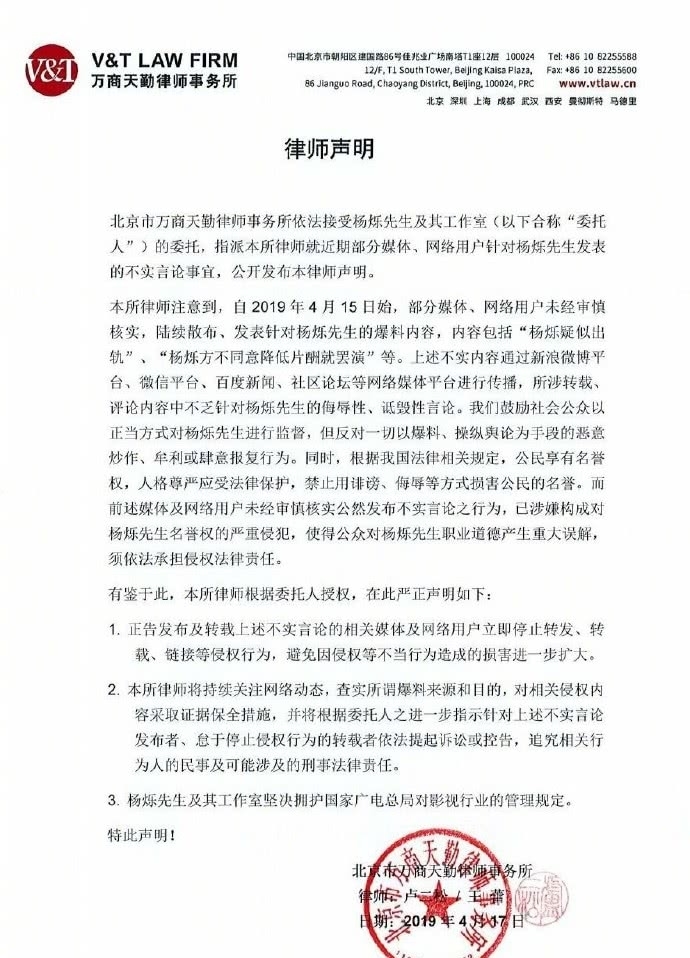 V&T
V&T LAW FIRM
万商天勤律师事务所
中国北京市朝阳区建国路86号佳兆业广场南塔T1座12层 100024
12/F, T1 South Tower, Beijing Kaisa Plaza,
86 Jianguo Road, Chaoyang District, Beijing, 100024, PRC
Tel: +86 10 82255588
Fax: +86 10 82255600
www.vtlaw.cn
北京 深圳 上海 成都 武汉 西安 曼彻斯特 马德里
律师声明
北京市万商天勤律师事务所依法接受杨烁先生及其工作室（以下合称“委托
人”）的委托，指派本所律师就近期部分媒体、网络用户针对杨烁先生发表
的不实言论事宜，公开发布本律师声明。
本所律师注意到，自 2019 年 4 月 15 日始，部分媒体、网络用户未经审慎
核实，陆续散布、发表针对杨烁先生的爆料内容，内容包括“杨烁疑似出
轨”、“杨烁方不同意降低片酬就罢演”等。上述不实内容通过新浪微博平
台、微信平台、百度新闻、社区论坛等网络媒体平台进行传播，所涉转载、
评论内容中不乏针对杨烁先生的侮辱性、诋毁性言论。我们鼓励社会公众以
正当方式对杨烁先生进行监督，但反对一切以爆料、操纵舆论为手段的恶意
炒作、牟利或肆意报复行为。同时，根据我国法律相关规定，公民享有名誉
权，人格尊严应受法律保护，禁止用诽谤、侮辱等方式损害公民的名誉。而
前述媒体及网络用户未经审慎核实公然发布不实言论之行为，已涉嫌构成对
杨烁先生名誉权的严重侵犯，使得公众对杨烁先生职业道德产生重大误解，
须依法承担侵权法律责任。
有鉴于此，本所律师根据委托人授权，在此严正声明如下：
1. 正告发布及转载上述不实言论的相关媒体及网络用户立即停止转发、转
载、链接等侵权行为，避免因侵权等不当行为造成的损害进一步扩大。
2. 本所律师将持续关注网络动态，查实所谓爆料来源和目的，对相关侵权内
容采取证据保全措施，并将根据委托人之进一步指示针对上述不实言论
发布者、怠于停止侵权行为的转载者依法提起诉讼或控告，追究相关行
为人的民事及可能涉及的刑事法律责任。
3. 杨烁先生及其工作室坚决拥护国家广电总局对影视行业的管理规定。
特此声明！
北京市万商天勤律师事务所
律师：卢二松 / 王 蕾
日期：2019 年 4 月 17 日
北京市万商天勤律师事务所